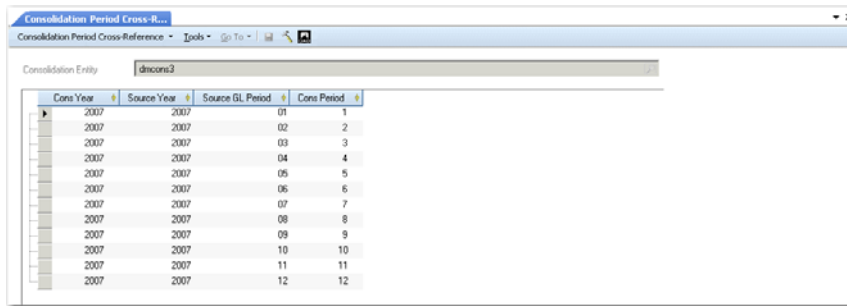 Consolidation Period Cross-R...
Consolidation Period Cross-Reference Tools Go To
Consolidation Entity dmcons3
Cons Year Source Year Source GL Period Cons Period
2007 2007 01 1
2007 2007 02 2
2007 2007 03 3
2007 2007 04 4
2007 2007 05 5
2007 2007 06 6
2007 2007 07 7
2007 2007 08 8
2007 2007 09 9
2007 2007 10 10
2007 2007 11 11
2007 2007 12 12